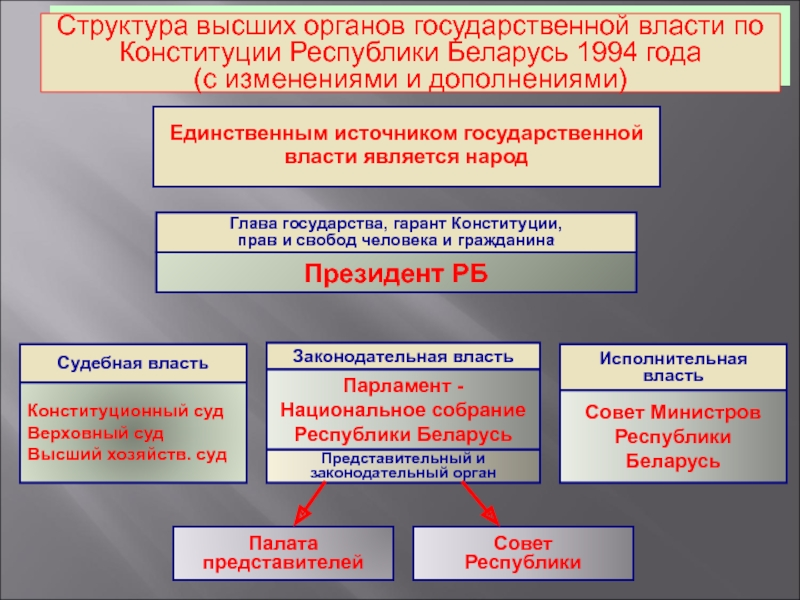 Структура высших органов государственной власти по
Конституции Республики Беларусь 1994 года
(с изменениями и дополнениями)
Единственным источником государственной
власти является народ
Глава государства, гарант Конституции,
прав и свобод человека и гражданина
Президент РБ
Судебная власть
Конституционный суд
Верховный суд
Высший хозяйств. суд
Законодательная власть
Парламент -
Национальное собрание
Республики Беларусь
Представительный и
законодательный орган
Исполнительная
власть
Совет Министров
Республики
Беларусь
Палата
представителей
Совет
Республики